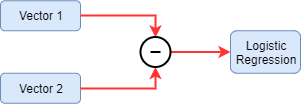 Vector 1
−
Vector 2
Logistic
Regression